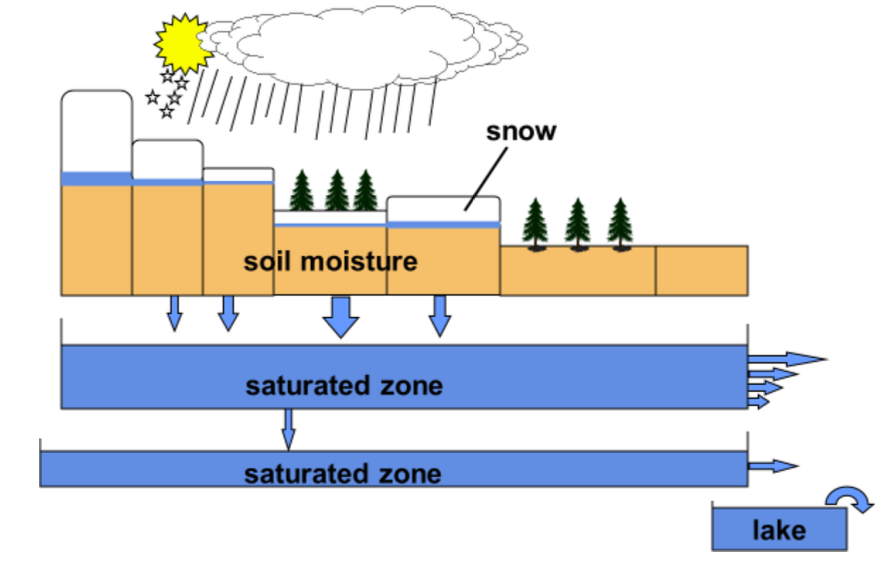 snow
soil moisture
saturated zone
saturated zone
lake